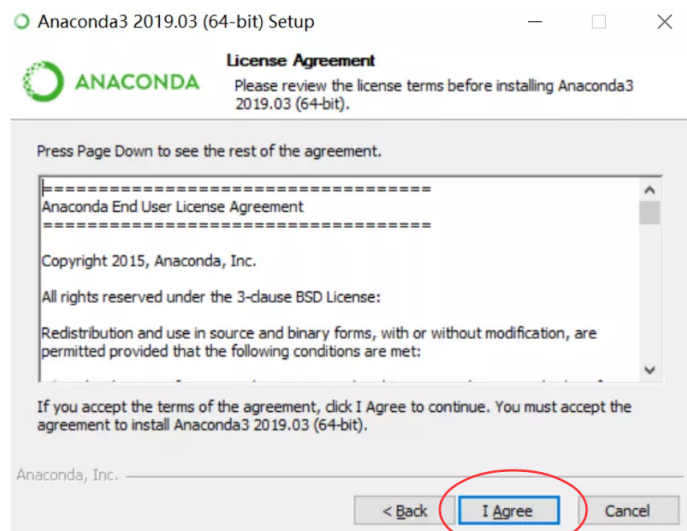 Anaconda3 2019.03 (64-bit) Setup
ANACONDA
License Agreement
Please review the license terms before installing Anaconda3
2019.03 (64-bit).
Press Page Down to see the rest of the agreement.
===================================
Anaconda End User License Agreement
===================================
Copyright 2015, Anaconda, Inc.
All rights reserved under the 3-clause BSD License:
Redistribution and use in source and binary forms, with or without modification, are
permitted provided that the following conditions are met:
If you accept the terms of the agreement, click I Agree to continue. You must accept the
agreement to install Anaconda3 2019.03 (64-bit).
Anaconda, Inc.
< Back
I Agree
Cancel